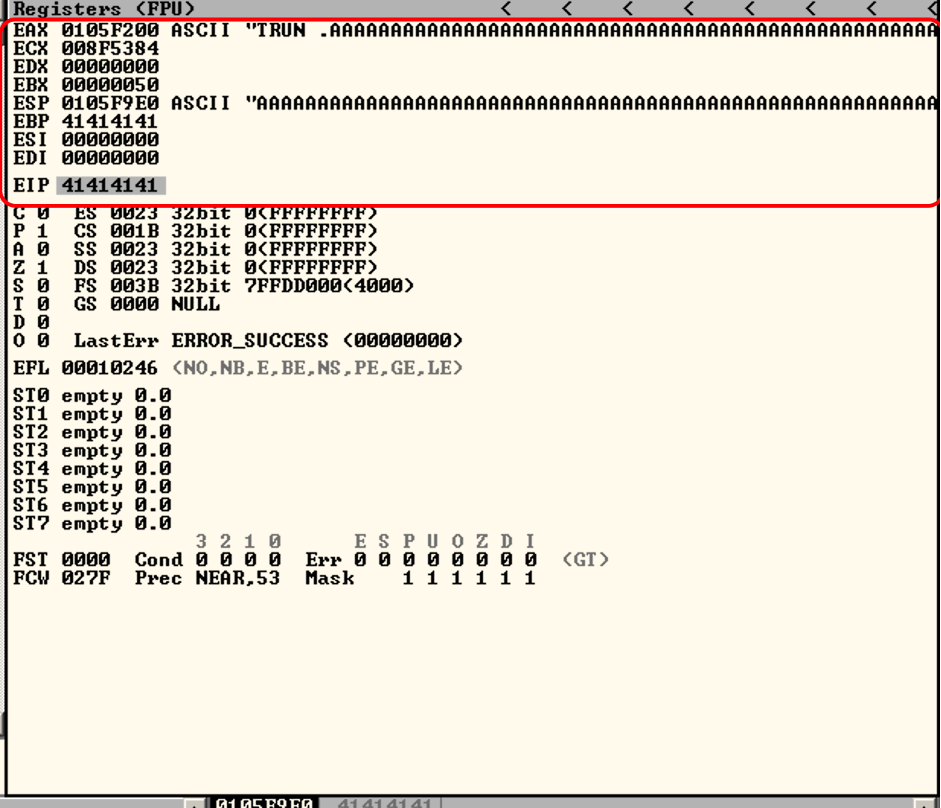 Registers (FPU) < < < < < < < <
EAX 0105F200 ASCII "TRUN .AAAAAAAAAAAAAAAAAAAAAAAAAAAAAAAAAAAAAAAAAAAAAAAAAA
ECX 008F5384
EDX 00000000
EBX 00000050
ESP 0105F9E0 ASCII "AAAAAAAAAAAAAAAAAAAAAAAAAAAAAAAAAAAAAAAAAAAAAAAAAAAAAAAA
EBP 41414141
ESI 00000000
EDI 00000000
EIP 41414141
C 0 ES 0023 32bit 0(FFFFFFFF)
P 1 CS 001B 32bit 0(FFFFFFFF)
A 0 SS 0023 32bit 0(FFFFFFFF)
Z 1 DS 0023 32bit 0(FFFFFFFF)
S 0 FS 003B 32bit 7FFDD000(4000)
T 0 GS 0000 NULL
D 0
O 0 LastErr ERROR_SUCCESS (00000000)
EFL 00010246 (NO,NB,E,BE,NS,PE,GE,LE)
ST0 empty 0.0
ST1 empty 0.0
ST2 empty 0.0
ST3 empty 0.0
ST4 empty 0.0
ST5 empty 0.0
ST6 empty 0.0
ST7 empty 0.0
3 2 1 0 E S P U O Z D I
FST 0000 Cond 0 0 0 0 Err 0 0 0 0 0 0 0 0 (GT)
FCW 027F Prec NEAR,53 Mask 1 1 1 1 1 1
0105F9E0 41414141